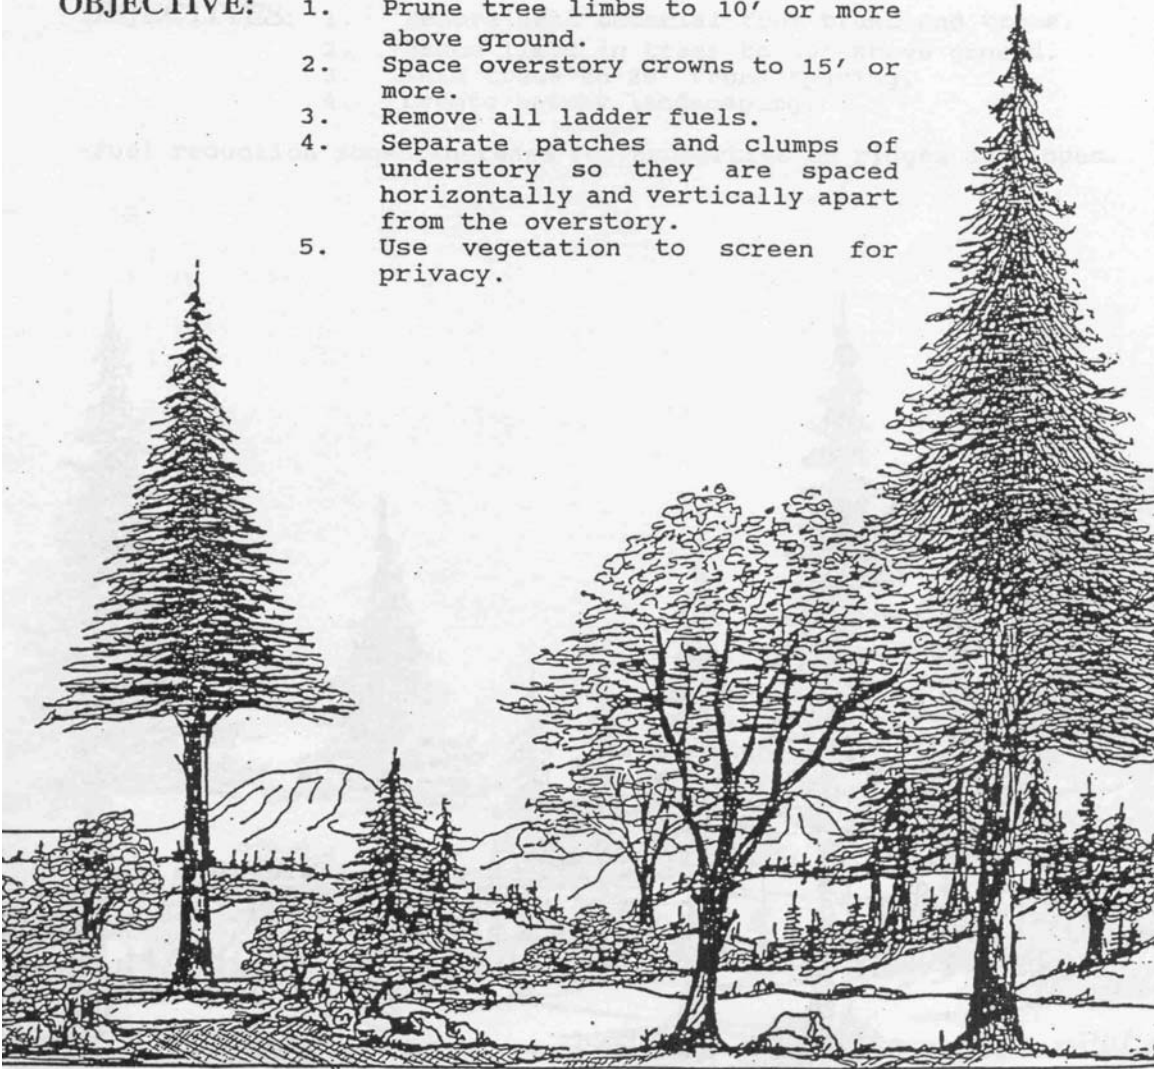 OBJECTIVE: 1. Prune tree limbs to 10' or more
above ground.
2. Space overstory crowns to 15' or
more.
3. Remove all ladder fuels.
4. Separate patches and clumps of
understory so they are spaced
horizontally and vertically apart
from the overstory.
5. Use vegetation to screen for
privacy.